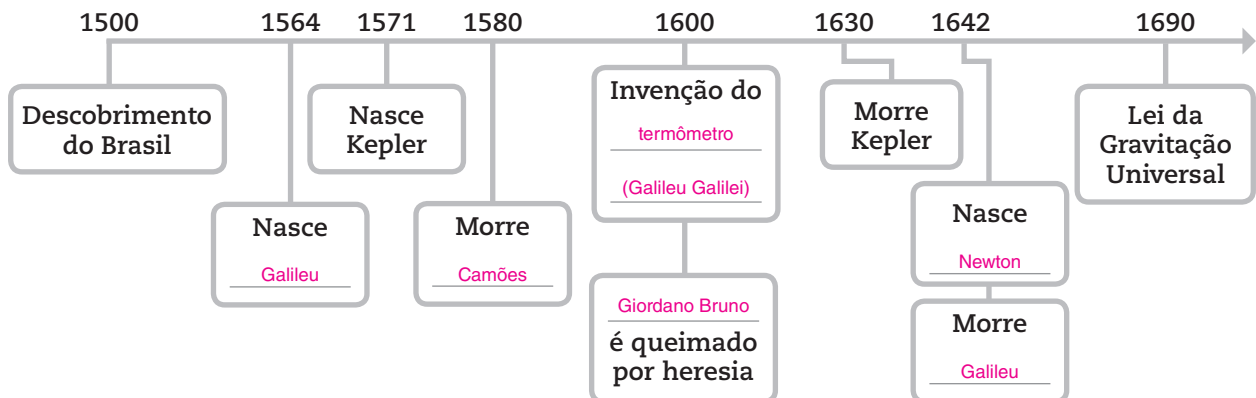 1500
1564
1571
1580
1600
1630
1642
1690
Descobrimento
do Brasil
Nasce
Galileu
Nasce
Kepler
Morre
Camões
Invenção do
termômetro
(Galileu Galilei)
Giordano Bruno
é queimado
por heresia
Morre
Kepler
Nasce
Newton
Morre
Galileu
Lei da
Gravitação
Universal